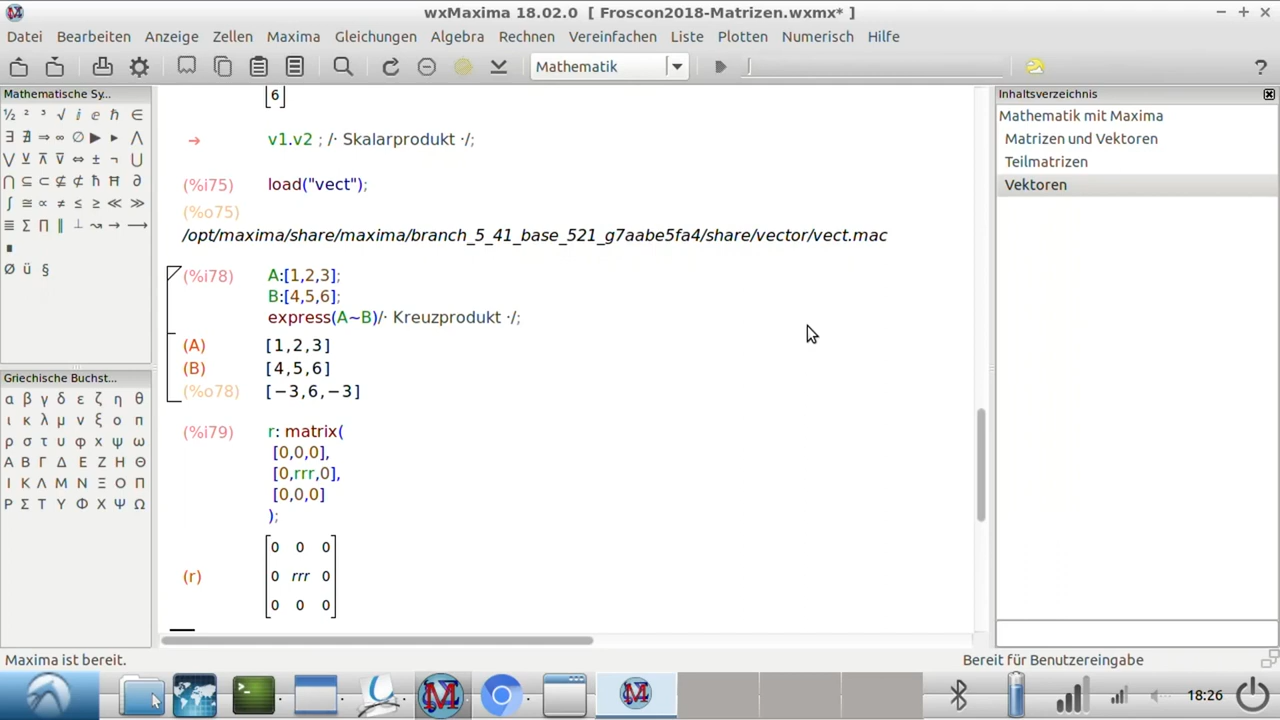 wxMaxima 18.02.0 [ Froscon2018-Matrizen.wxmx* ]
Datei Bearbeiten Anzeige Zellen Maxima Gleichungen Algebra Rechnen Vereinfachen Liste Plotten Numerisch Hilfe
Mathematik
Mathematische Sy...
½ ² ³ √ ⅈ ⅇ ℏ ∈
∃ ∄ ⇒ ∞ ∅ ▶ ▸ ⋀
⋁ ⊻ ⊼ ⊽ ⇔ ± ¬ ⋃
⋂ ⊆ ⊂ ⊈ ⊄ ħ Ħ ∂
∫ ≅ ∝ ≠ ≤ ≥ ≪ ≫
≣ ∑ ∏ ∥ ⟂ ↝ → ⟶
∎
Ø ü §
Griechische Buchst...
α β γ δ ε ζ η θ
ι κ λ μ ν ξ ο π
ρ σ τ υ φ χ ψ ω
Α Β Γ Δ Ε Ζ Η Θ
Ι Κ Λ Μ Ν Ξ Ο Π
Ρ Σ Τ Υ Φ Χ Ψ Ω
[6]
→ v1.v2 ; /· Skalarprodukt ·/;
(%i75) load("vect");
(%o75)
/opt/maxima/share/maxima/branch_5_41_base_521_g7aabe5fa4/share/vector/vect.mac
(%i78) A:[1,2,3];
B:[4,5,6];
express(A~B)/· Kreuzprodukt ·/;
(A) [1,2,3]
(B) [4,5,6]
(%o78) [−3,6,−3]
(%i79) r: matrix(
[0,0,0],
[0,rrr,0],
[0,0,0]
);
0 0 0
(r) 0 rrr 0
0 0 0
Inhaltsverzeichnis
Mathematik mit Maxima
Matrizen und Vektoren
Teilmatrizen
Vektoren
Maxima ist bereit.
Bereit für Benutzereingabe
18:26